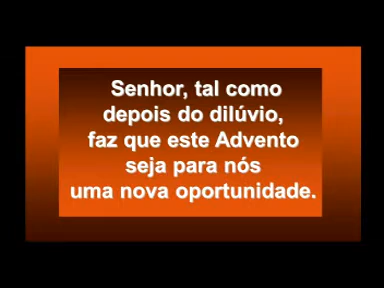 Senhor, tal como
depois do dilúvio,
faz que este Advento
seja para nós
uma nova oportunidade.